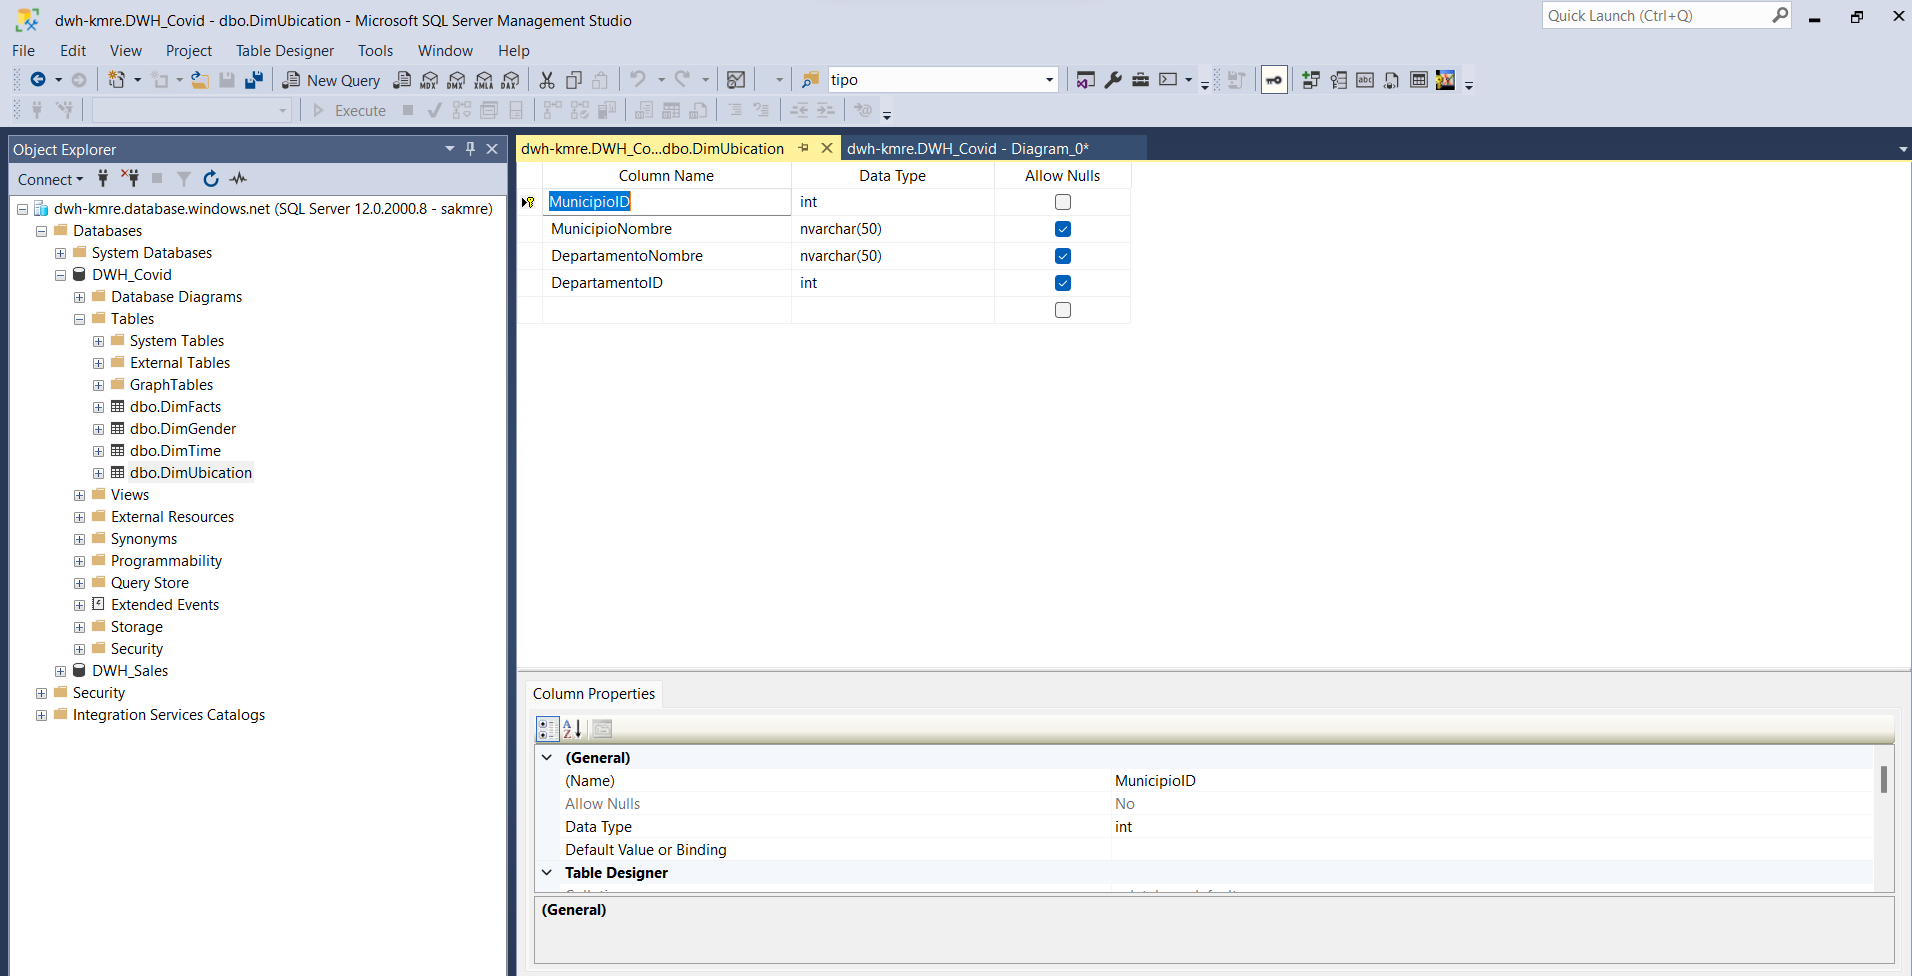 dwh-kmre.DWH_Covid - dbo.DimUbication - Microsoft SQL Server Management Studio
Quick Launch (Ctrl+Q)
File Edit View Project Table Designer Tools Window Help
New Query MDX DMX XMLA DAX tipo abc
Execute
Object Explorer
dwh-kmre.DWH_Co...dbo.DimUbication
dwh-kmre.DWH_Covid - Diagram_0*
Connect
dwh-kmre.database.windows.net (SQL Server 12.0.2000.8 - sakmre)
Databases
System Databases
DWH_Covid
Database Diagrams
Tables
System Tables
External Tables
GraphTables
dbo.DimFacts
dbo.DimGender
dbo.DimTime
dbo.DimUbication
Views
External Resources
Synonyms
Programmability
Query Store
Extended Events
Storage
Security
DWH_Sales
Security
Integration Services Catalogs
Column Name Data Type Allow Nulls
MunicipioID int
MunicipioNombre nvarchar(50)
DepartamentoNombre nvarchar(50)
DepartamentoID int
Column Properties
(General)
(Name) MunicipioID
Allow Nulls No
Data Type int
Default Value or Binding
Table Designer
(General)